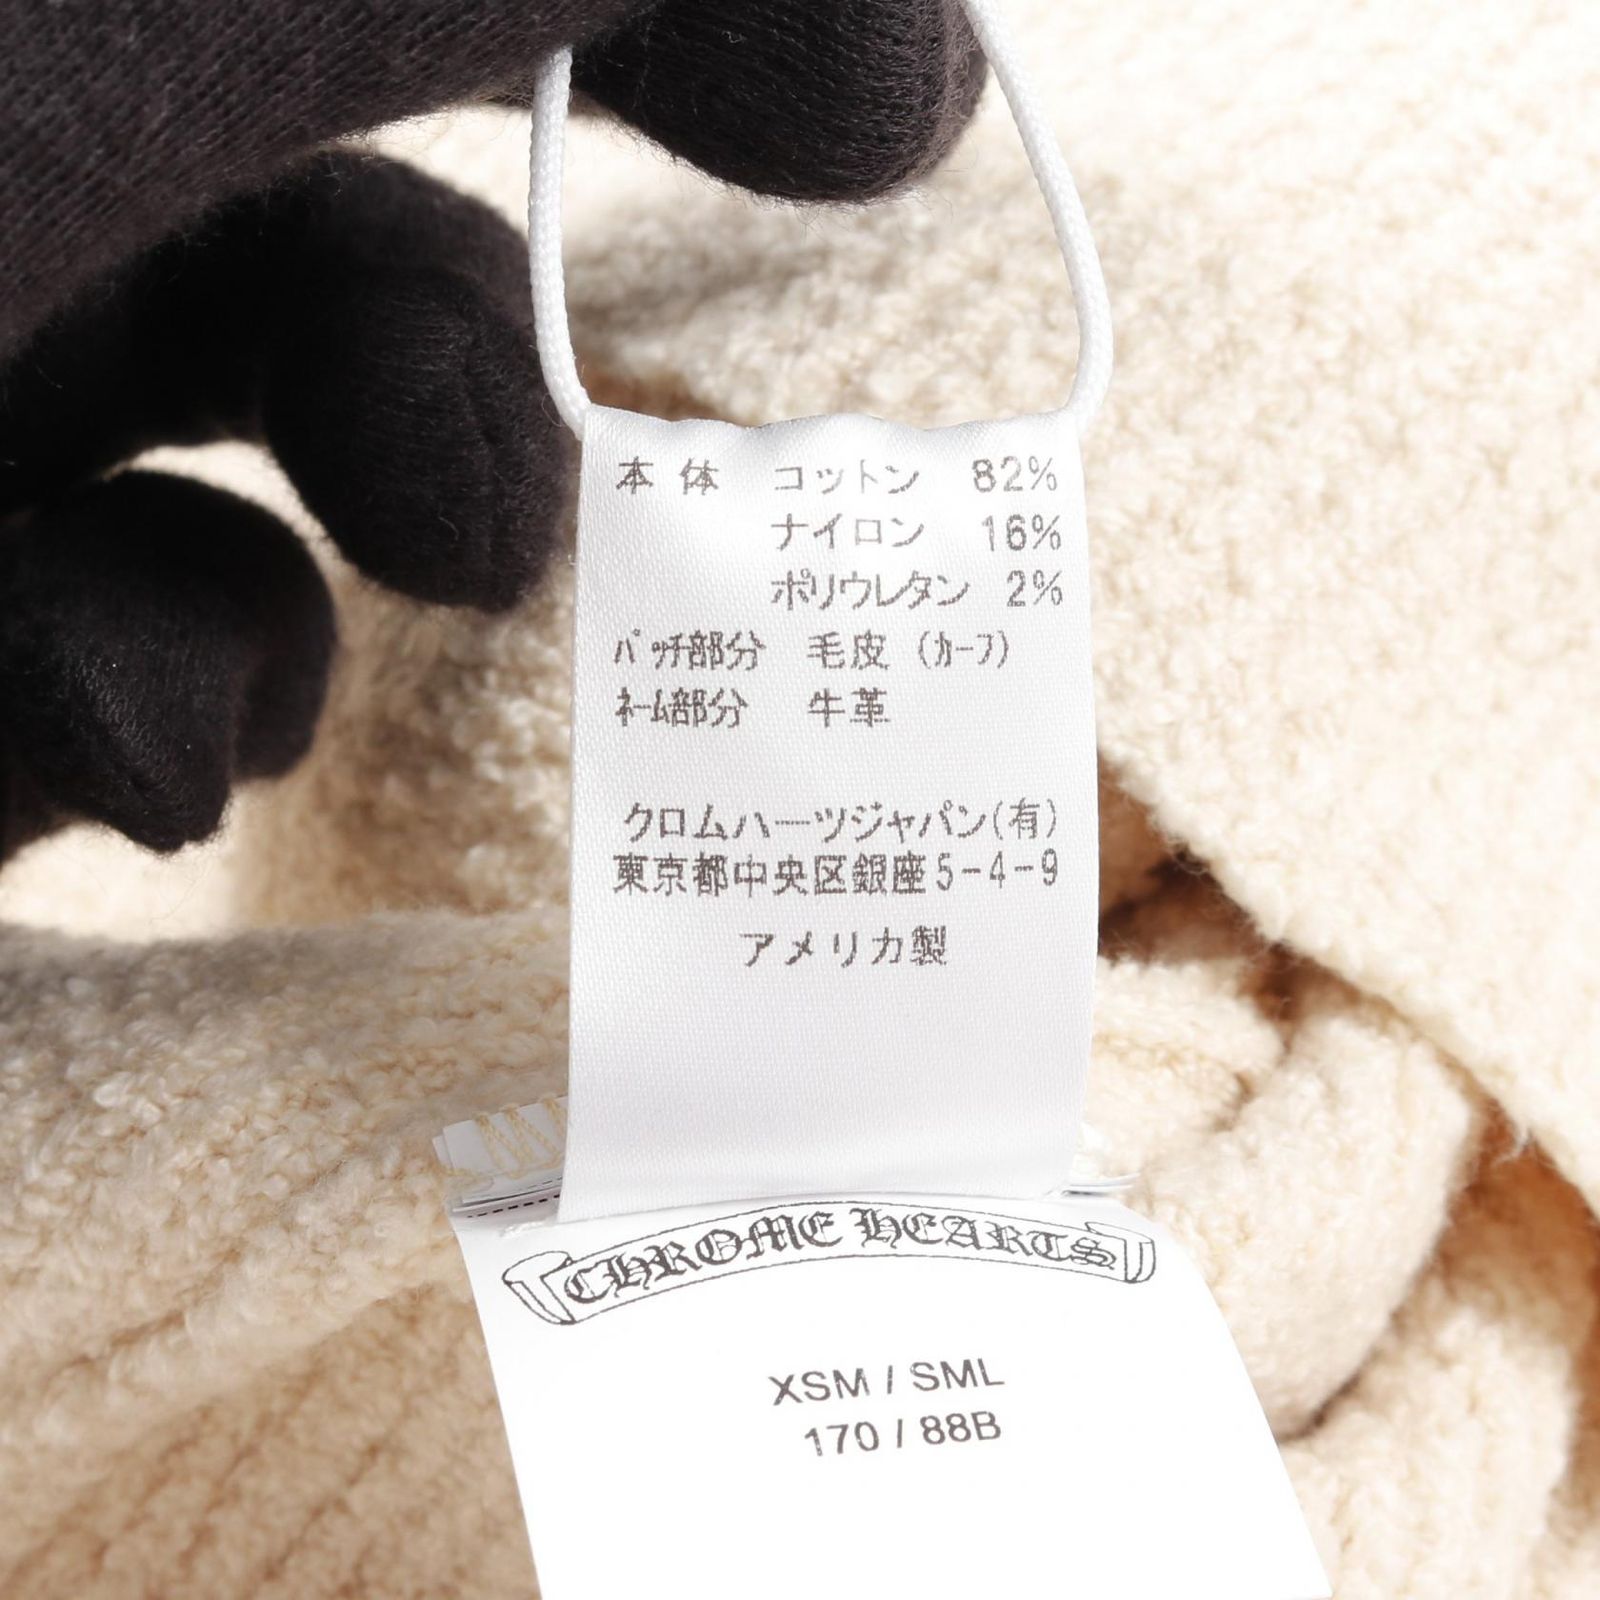 本体 コットン 82%
ナイロン 16%
ポリウレタン 2%
ﾊﾟｯﾁ部分 毛皮（ｶｰﾌ）
ﾈｰﾑ部分 牛革
クロムハーツジャパン(有)
東京都中央区銀座5-4-9
アメリカ製
CHROME HEARTS
XSM / SML
170 / 88B